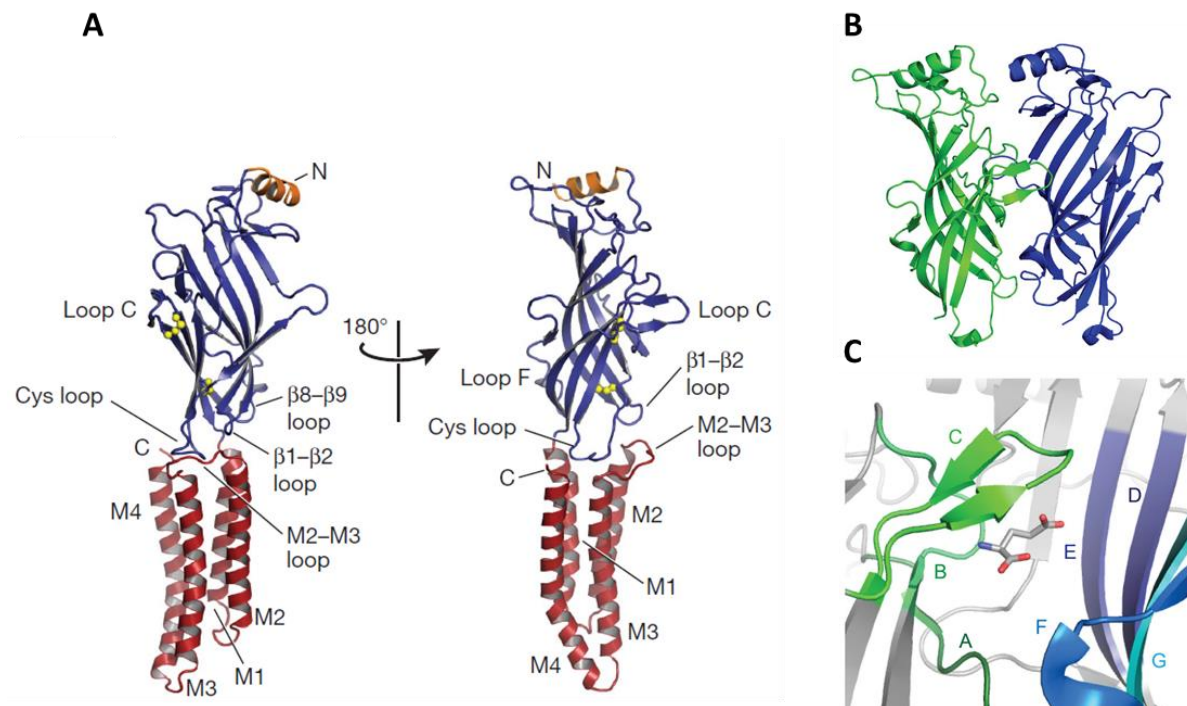 A
N
Loop C
Cys loop
β8–β9
loop
C
β1–β2
loop
M4
M2–M3
loop
M2
M1
M3
180°
N
Loop C
Loop F
β1–β2
loop
Cys loop
M2–M3
loop
C
M2
M1
M3
M4
B
C
C
D
E
B
A
F
G